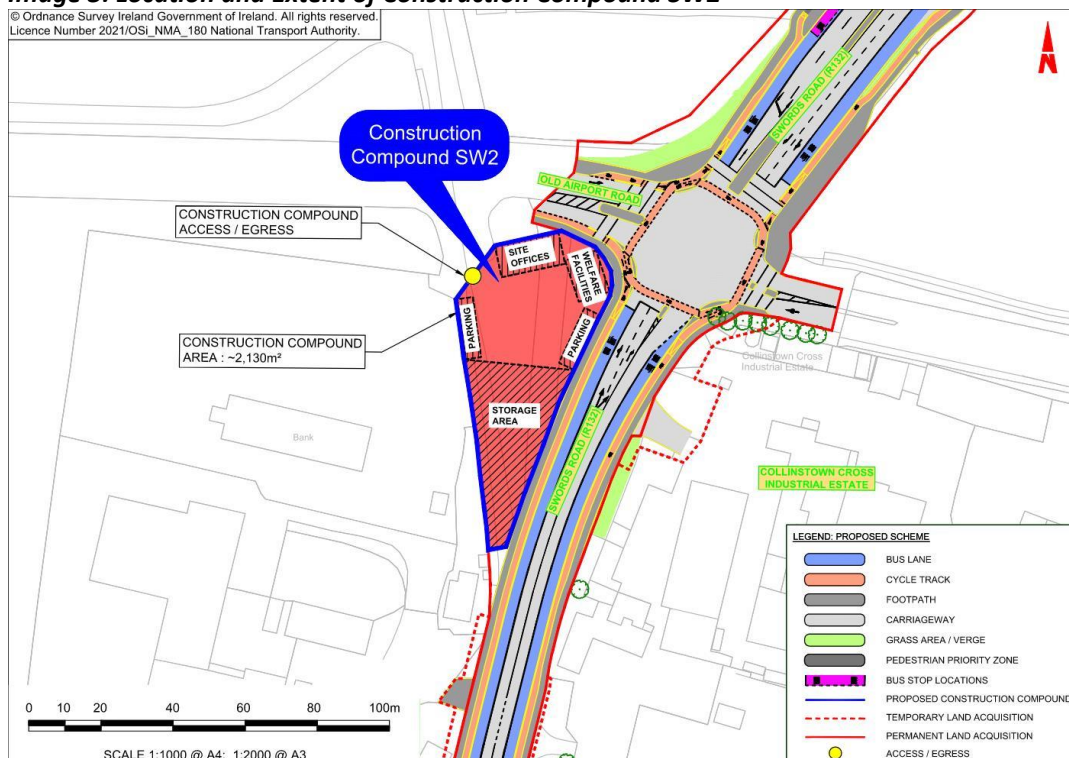 Image 3: Location and Extent of Construction Compound SW2
© Ordnance Survey Ireland Government of Ireland. All rights reserved.
Licence Number 2021/OSi_NMA_180 National Transport Authority.
N
SWORDS ROAD (R132)
Construction
Compound SW2
OLD AIRPORT ROAD
CONSTRUCTION COMPOUND
ACCESS / EGRESS
SITE
OFFICES
WELFARE
FACILITIES
PARKING
PARKING
CONSTRUCTION COMPOUND
AREA : ~2,130m²
Collinstown Cross
Industrial Estate
STORAGE
AREA
Bank
SWORDS ROAD (R132)
COLLINSTOWN CROSS
INDUSTRIAL ESTATE
LEGEND: PROPOSED SCHEME
BUS LANE
CYCLE TRACK
FOOTPATH
CARRIAGEWAY
GRASS AREA / VERGE
PEDESTRIAN PRIORITY ZONE
BUS STOP LOCATIONS
PROPOSED CONSTRUCTION COMPOUND
TEMPORARY LAND ACQUISITION
PERMANENT LAND ACQUISITION
ACCESS / EGRESS
0 10 20 40 60 80 100m
SCALE 1:1000 @ A4; 1:2000 @ A3